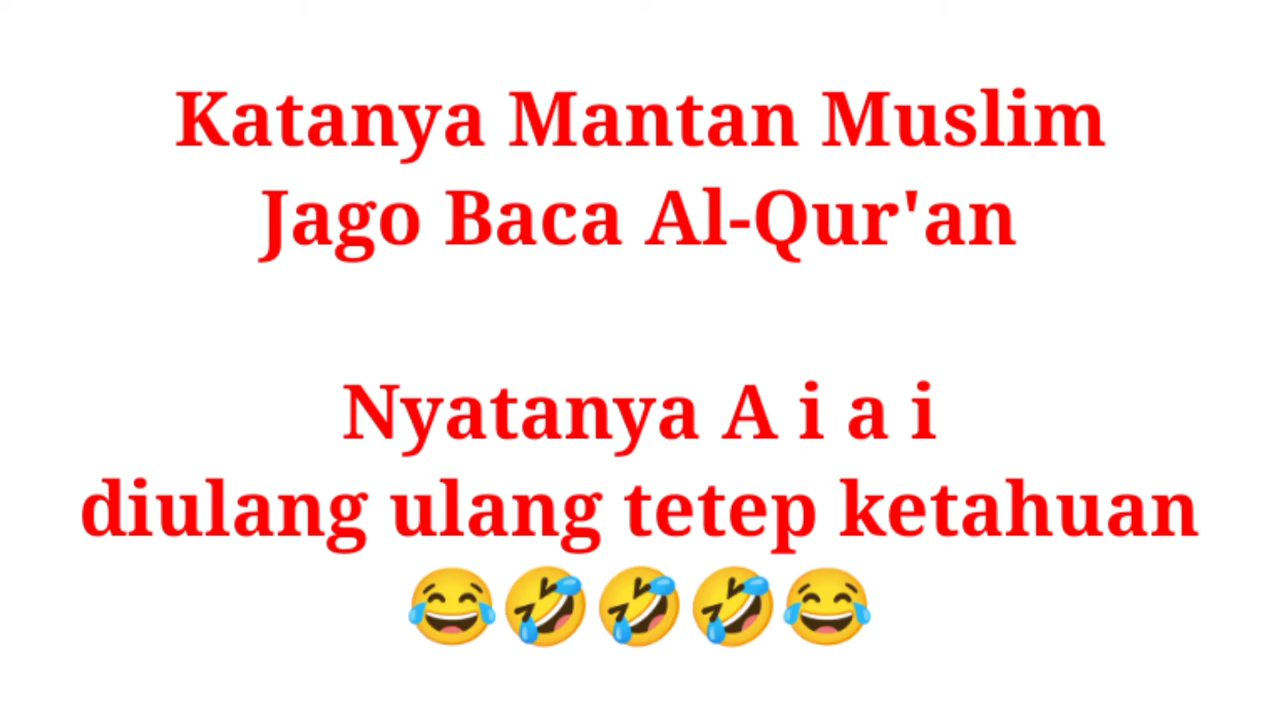 Katanya Mantan Muslim
Jago Baca Al-Qur'an
Nyatanya A i a i
diulang ulang tetep ketahuan
😂🤣🤣🤣😂